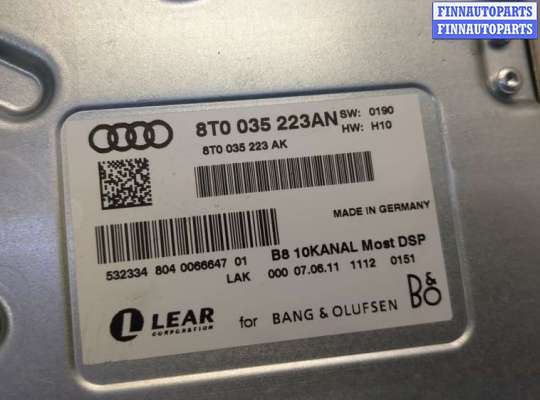 FINNAUTOPARTS
FINNAUTOPARTS
8T0 035 223AN SW: 0190
8T0 035 223 AK HW: H10
MADE IN GERMANY
532334 804 0066647 01 B8 10KANAL Most DSP
LAK 000 07.06.11 1112 0151
L LEAR CORPORATION for BANG & OLUFSEN B&O